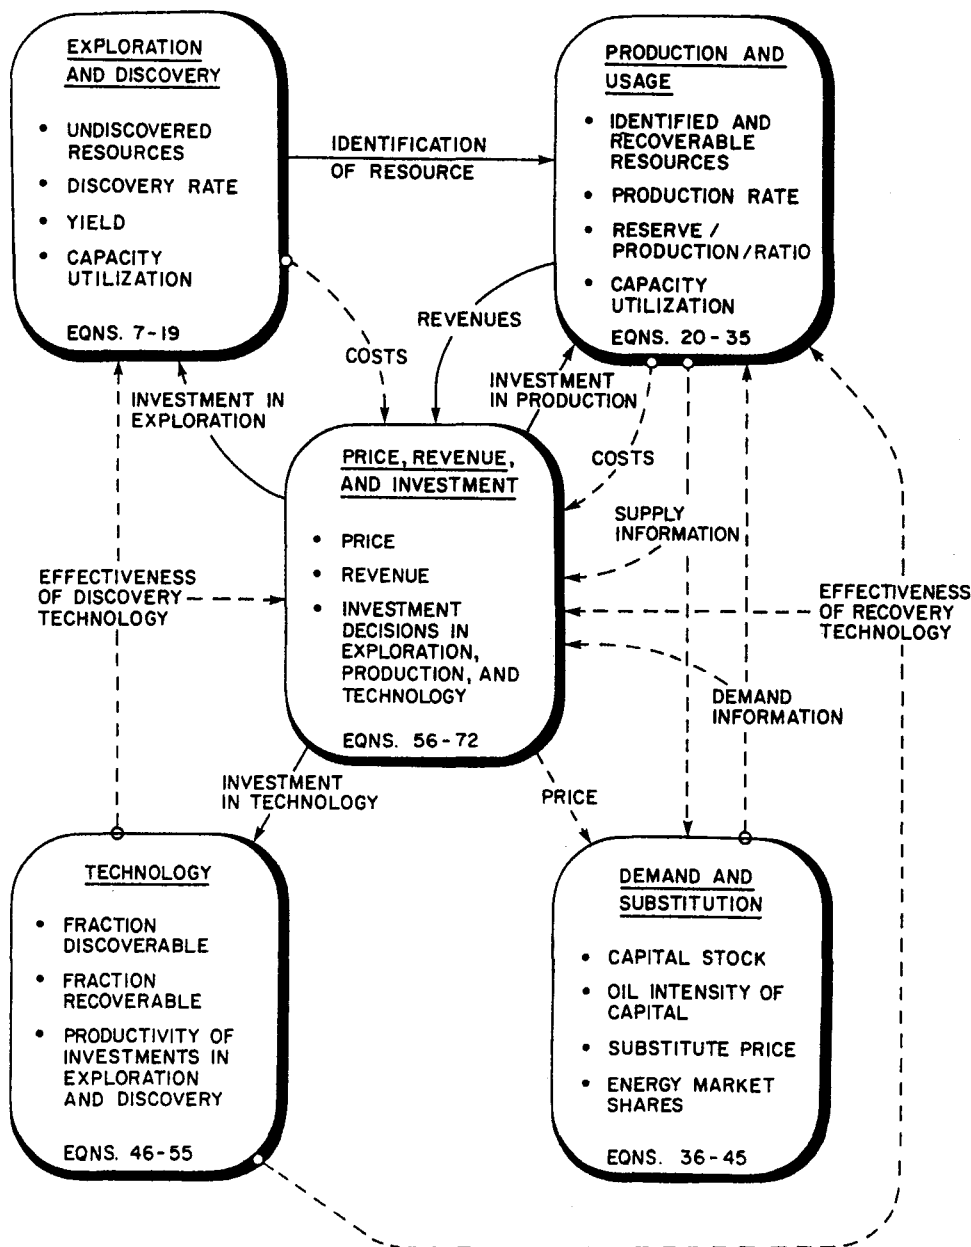 EXPLORATION
AND DISCOVERY
• UNDISCOVERED
RESOURCES
• DISCOVERY RATE
• YIELD
• CAPACITY
UTILIZATION
EQNS. 7-19
IDENTIFICATION
OF RESOURCE
PRODUCTION AND
USAGE
• IDENTIFIED AND
RECOVERABLE
RESOURCES
• PRODUCTION RATE
• RESERVE /
PRODUCTION/RATIO
• CAPACITY
UTILIZATION
EQNS. 20-35
REVENUES
COSTS
INVESTMENT IN
EXPLORATION
INVESTMENT
IN PRODUCTION
COSTS
PRICE, REVENUE,
AND INVESTMENT
• PRICE
• REVENUE
• INVESTMENT
DECISIONS IN
EXPLORATION,
PRODUCTION, AND
TECHNOLOGY
EQNS. 56-72
SUPPLY
INFORMATION
EFFECTIVENESS
OF DISCOVERY
TECHNOLOGY
EFFECTIVENESS
OF RECOVERY
TECHNOLOGY
DEMAND
INFORMATION
INVESTMENT
IN TECHNOLOGY
PRICE
TECHNOLOGY
• FRACTION
DISCOVERABLE
• FRACTION
RECOVERABLE
• PRODUCTIVITY OF
INVESTMENTS IN
EXPLORATION
AND DISCOVERY
EQNS. 46-55
DEMAND AND
SUBSTITUTION
• CAPITAL STOCK
• OIL INTENSITY OF
CAPITAL
• SUBSTITUTE PRICE
• ENERGY MARKET
SHARES
EQNS. 36-45